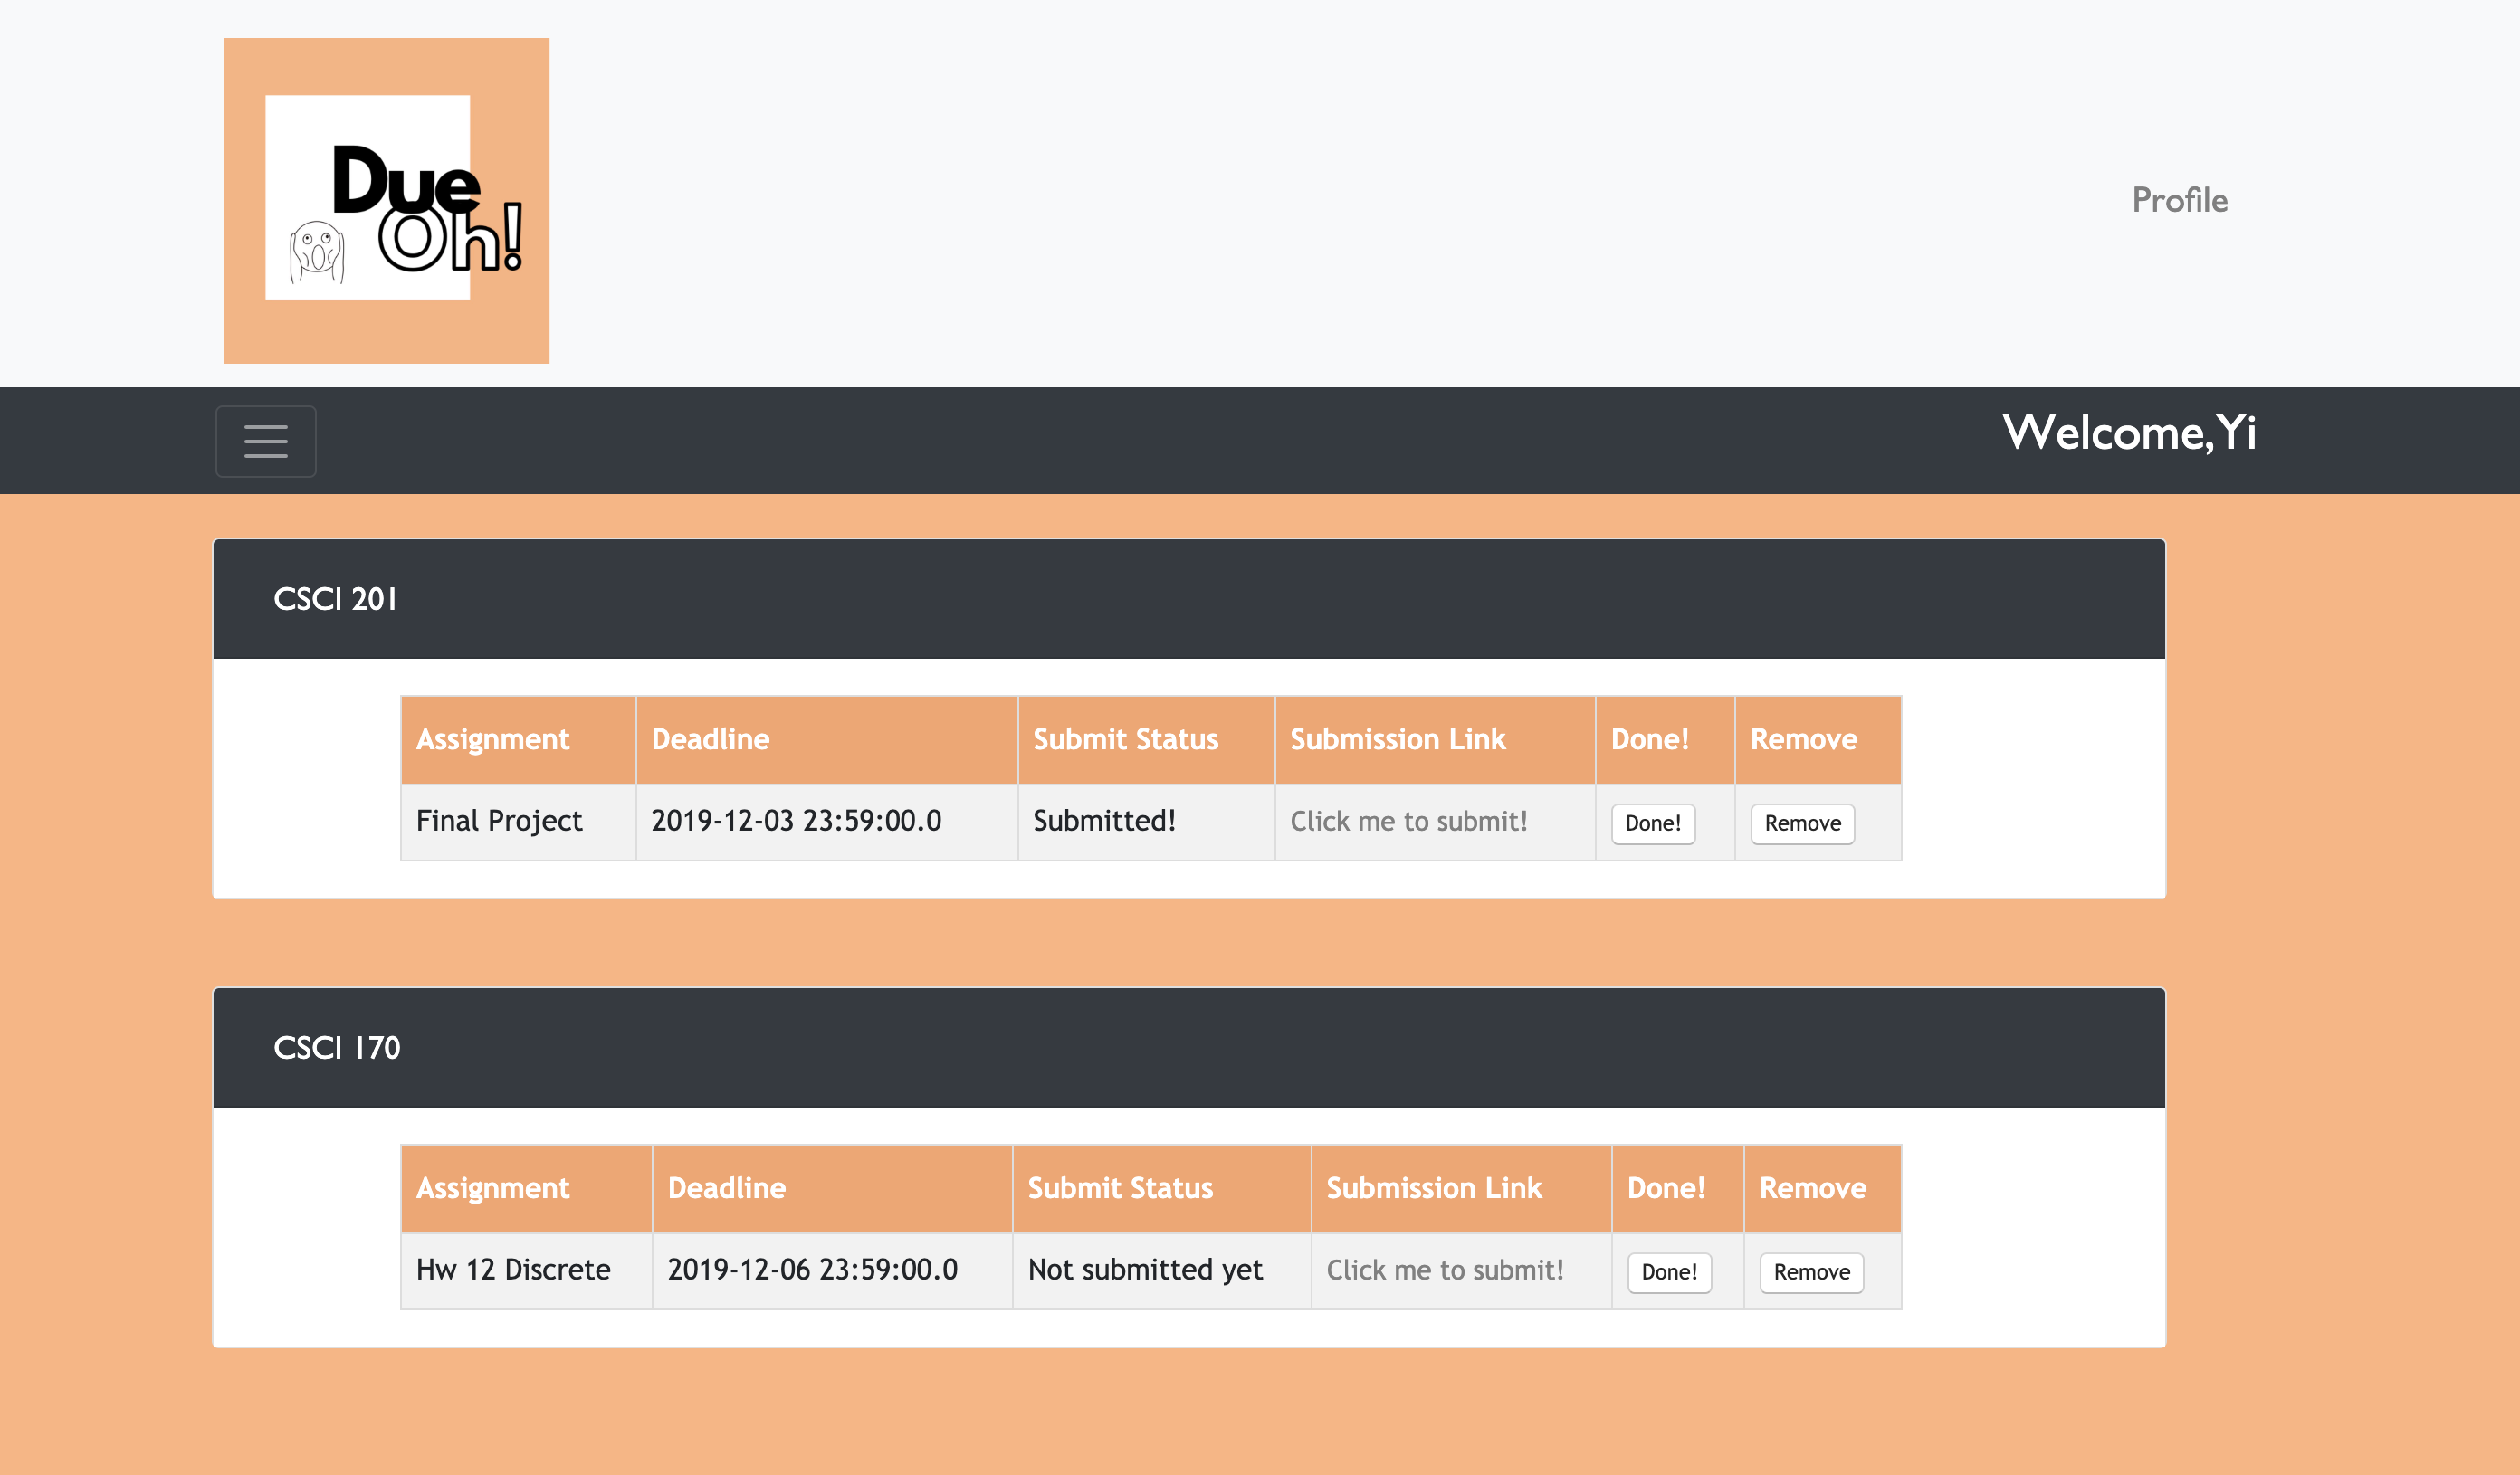 Due
Oh!
Profile
Welcome,Yi
CSCI 201
Assignment Deadline Submit Status Submission Link Done! Remove
Final Project 2019-12-03 23:59:00.0 Submitted! Click me to submit! Done! Remove
CSCI 170
Assignment Deadline Submit Status Submission Link Done! Remove
Hw 12 Discrete 2019-12-06 23:59:00.0 Not submitted yet Click me to submit! Done! Remove